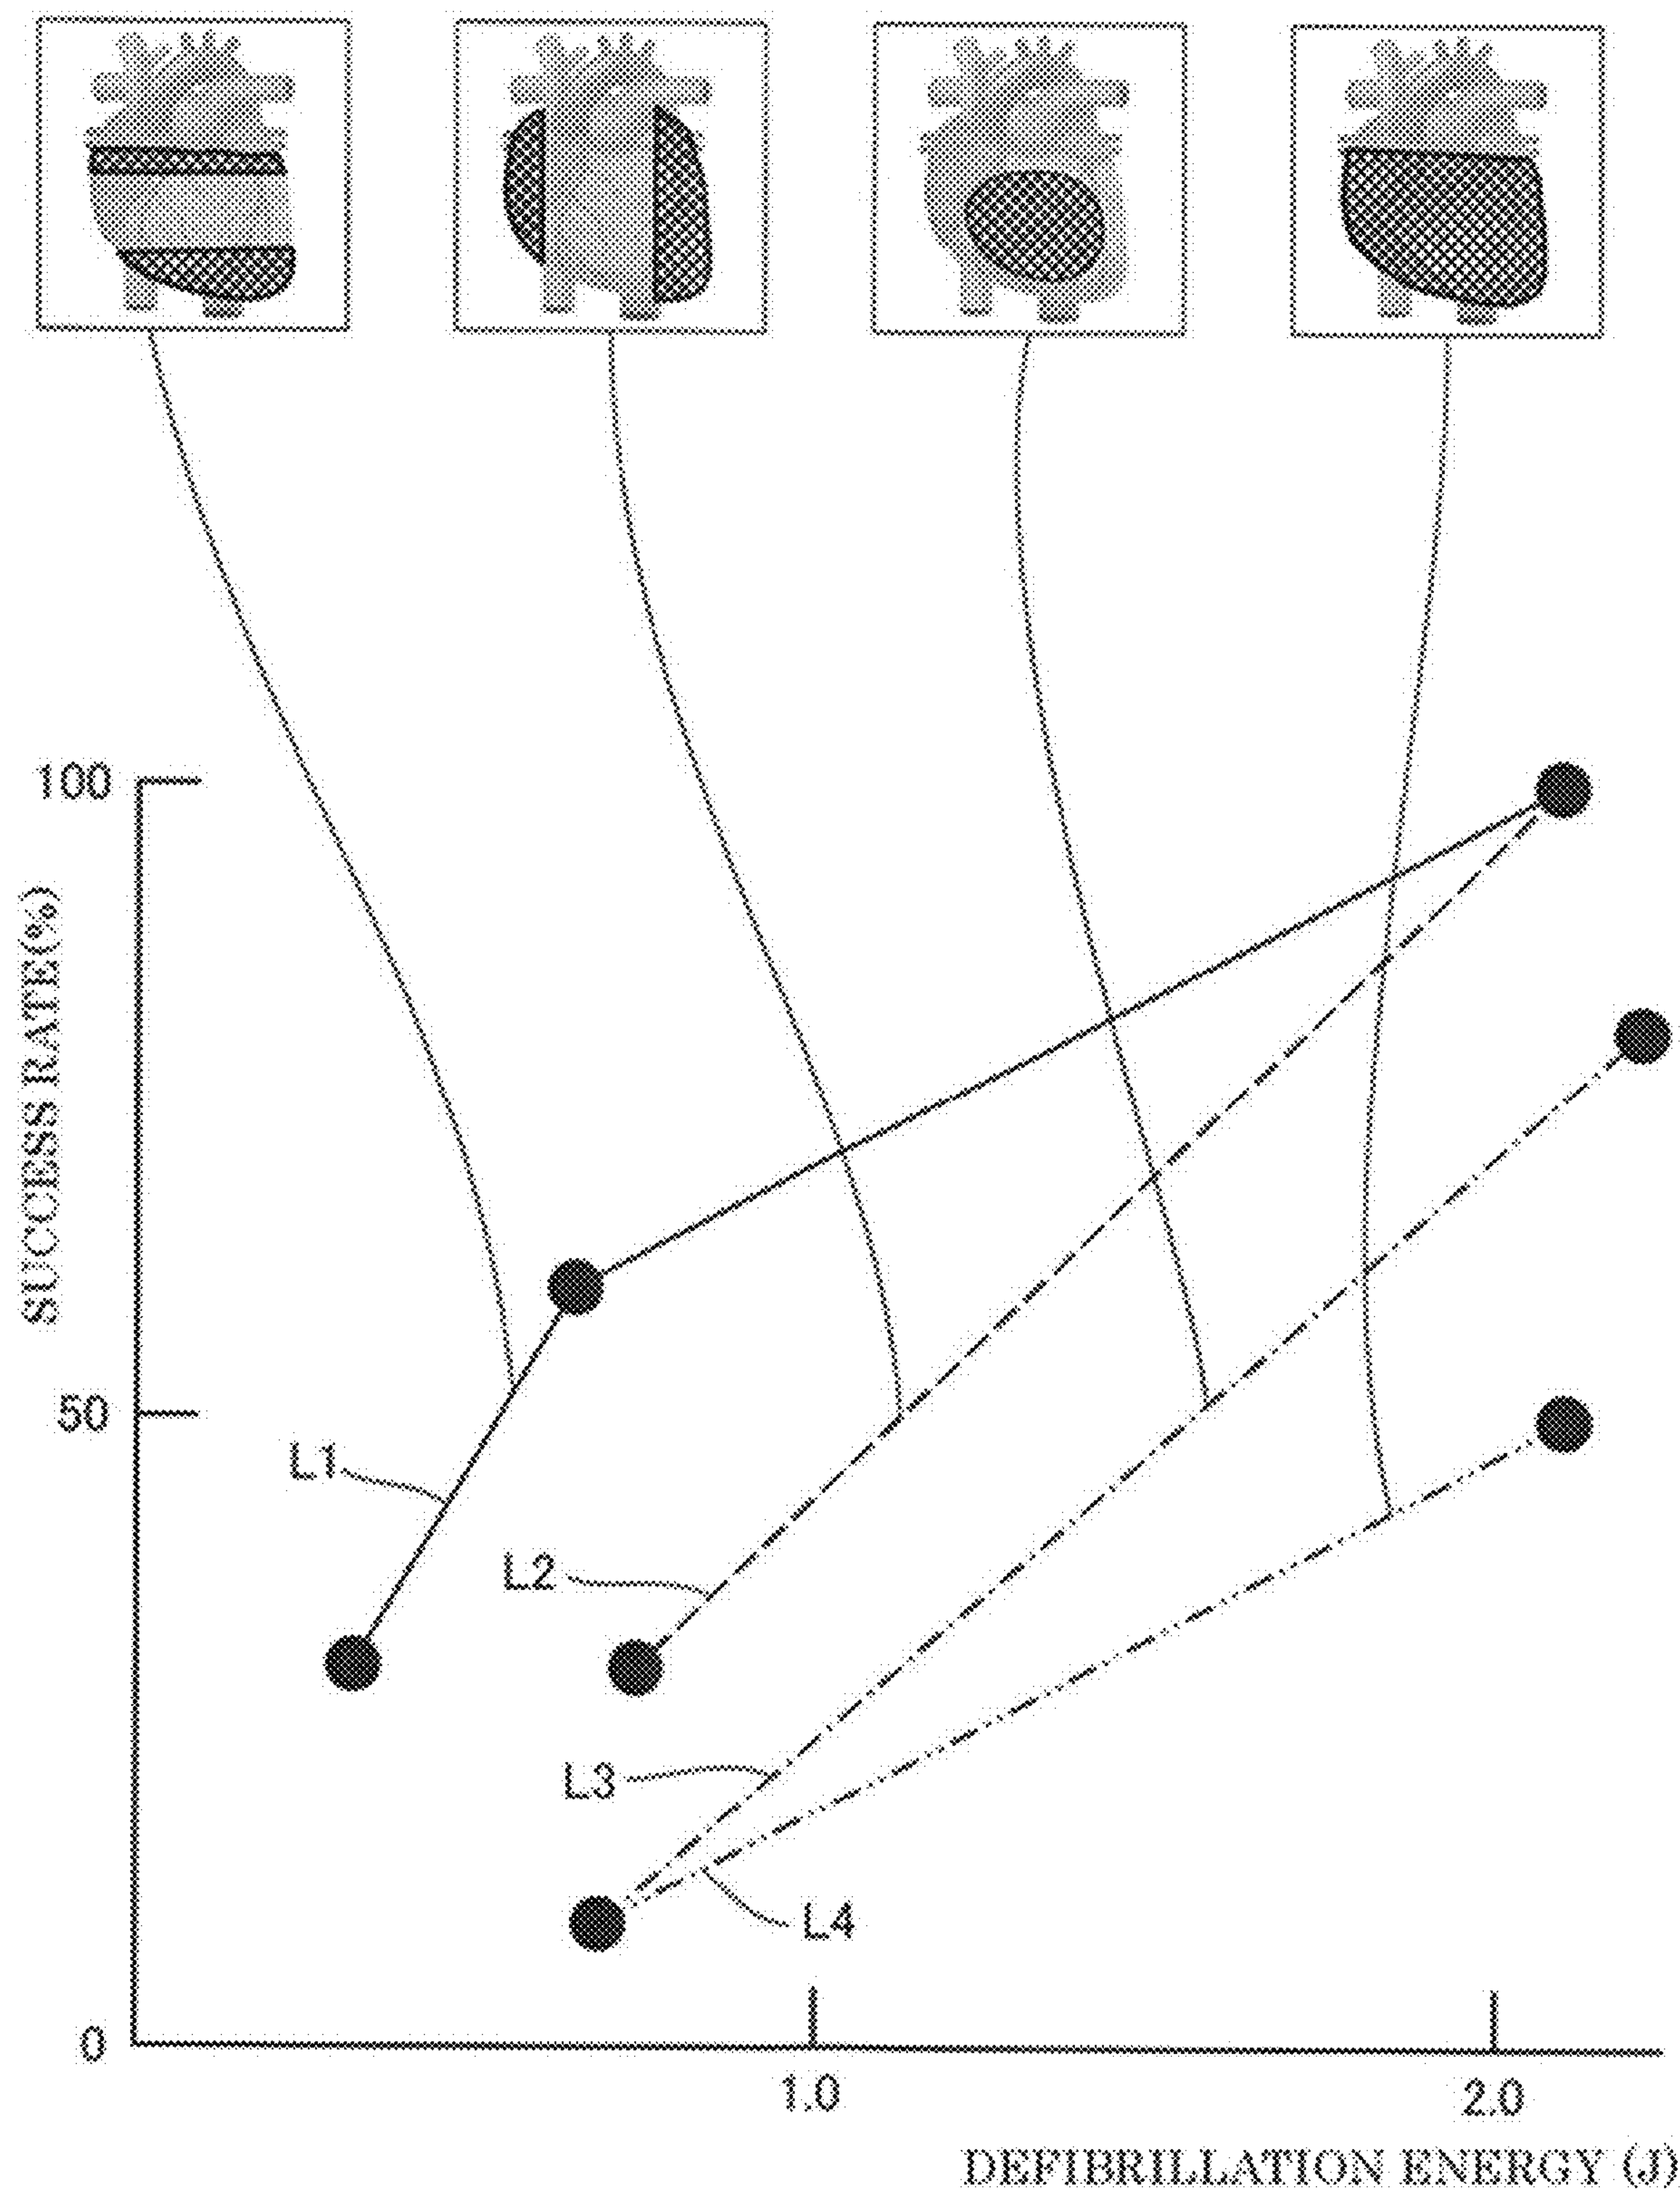 100
SUCCESS RATE(%)
50
L1
L2
L3
L4
0
1.0
2.0
DEFIBRILLATION ENERGY (J)